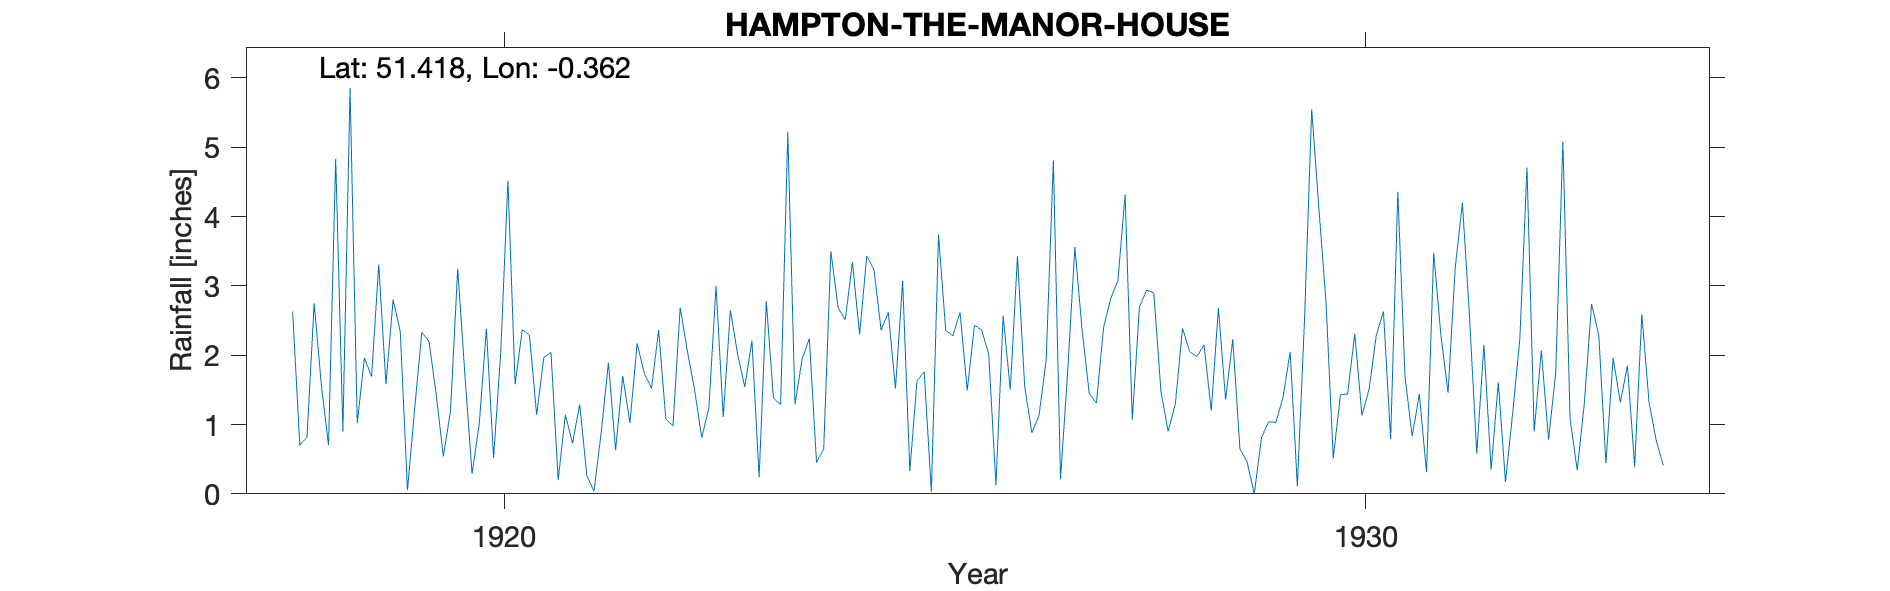 HAMPTON-THE-MANOR-HOUSE
Lat: 51.418, Lon: -0.362
6
5
4
3
2
1
0
Rainfall [inches]
1920 1930
Year